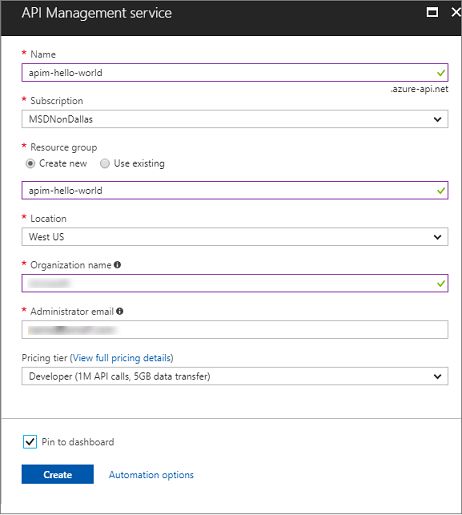 API Management service
* Name
apim-hello-world
.azure-api.net
* Subscription
MSDNonDallas
* Resource group
Create new Use existing
apim-hello-world
* Location
West US
* Organization name
* Administrator email
Pricing tier (View full pricing details)
Developer (1M API calls, 5GB data transfer)
Pin to dashboard
Create Automation options